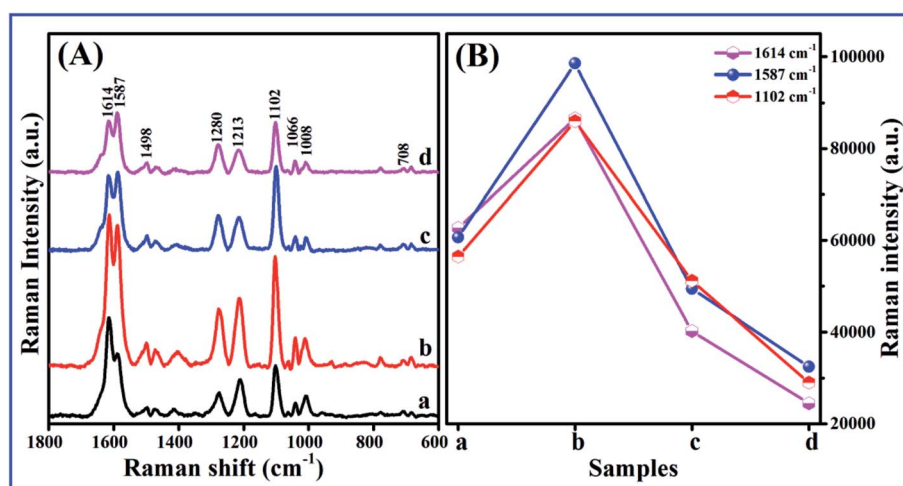 (A)
1614
1587
1498
1280
1213
1102
1066
1008
708
d
c
b
a
Raman Intensity (a.u.)
1800 1600 1400 1200 1000 800 600
Raman shift (cm⁻¹)
(B)
1614 cm⁻¹
1587 cm⁻¹
1102 cm⁻¹
100000
80000
60000
40000
20000
Raman intensity (a.u.)
a b c d
Samples